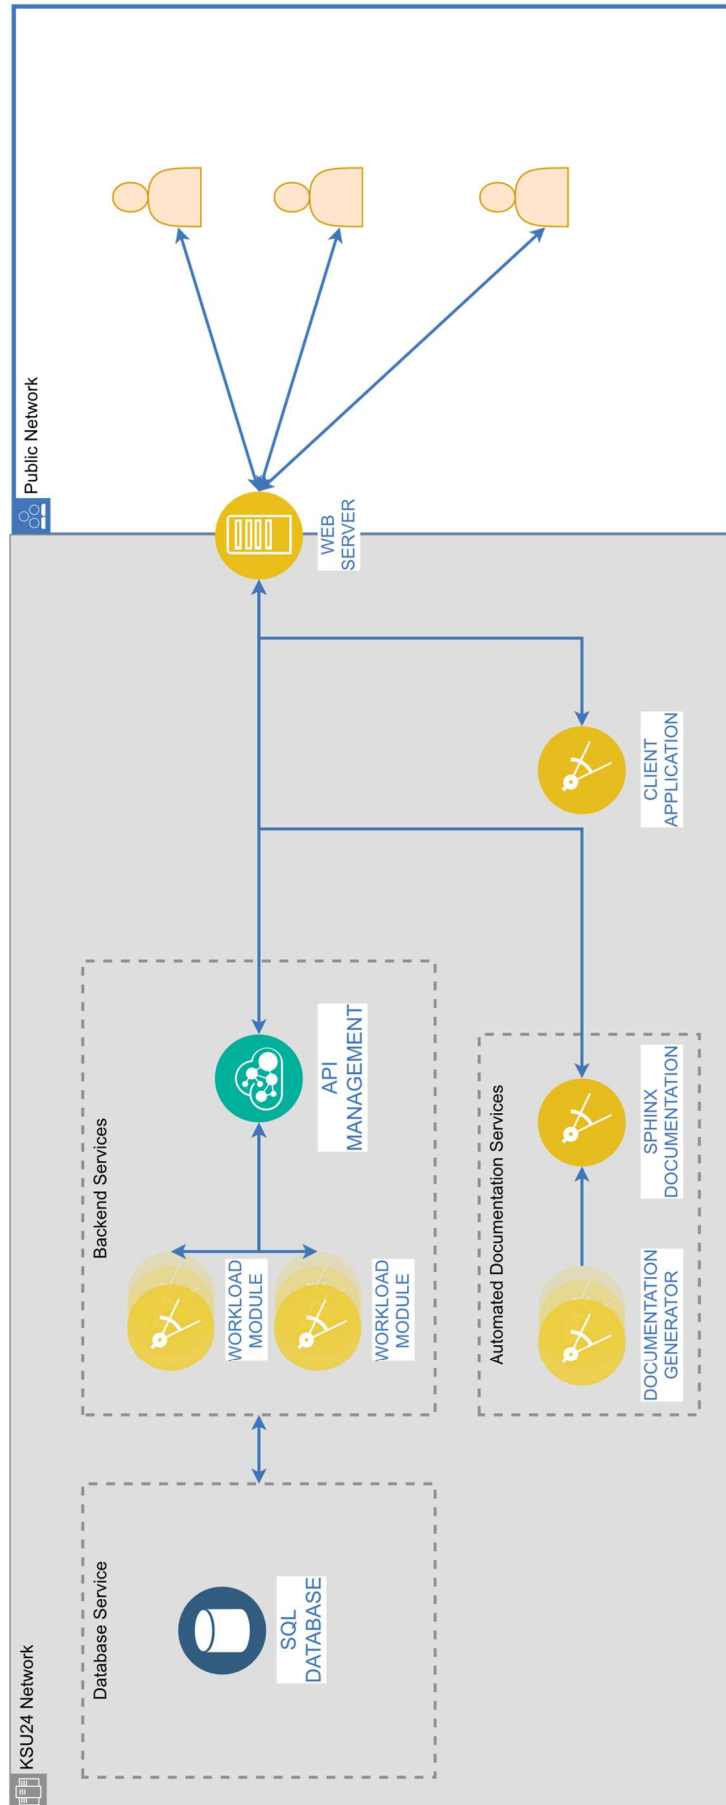 KSU24 Network
Public Network
Database Service
SQL
DATABASE
Backend Services
WORKLOAD
MODULE
WORKLOAD
MODULE
API
MANAGEMENT
WEB
SERVER
Automated Documentation Services
DOCUMENTATION
GENERATOR
SPHINX
DOCUMENTATION
CLIENT
APPLICATION